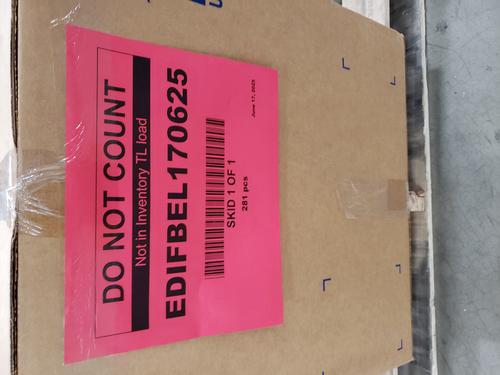 DO NOT COUNT
Not in Inventory TL load
EDIFBEL170625
SKID 1 OF 1
281 pcs
June 17, 2025